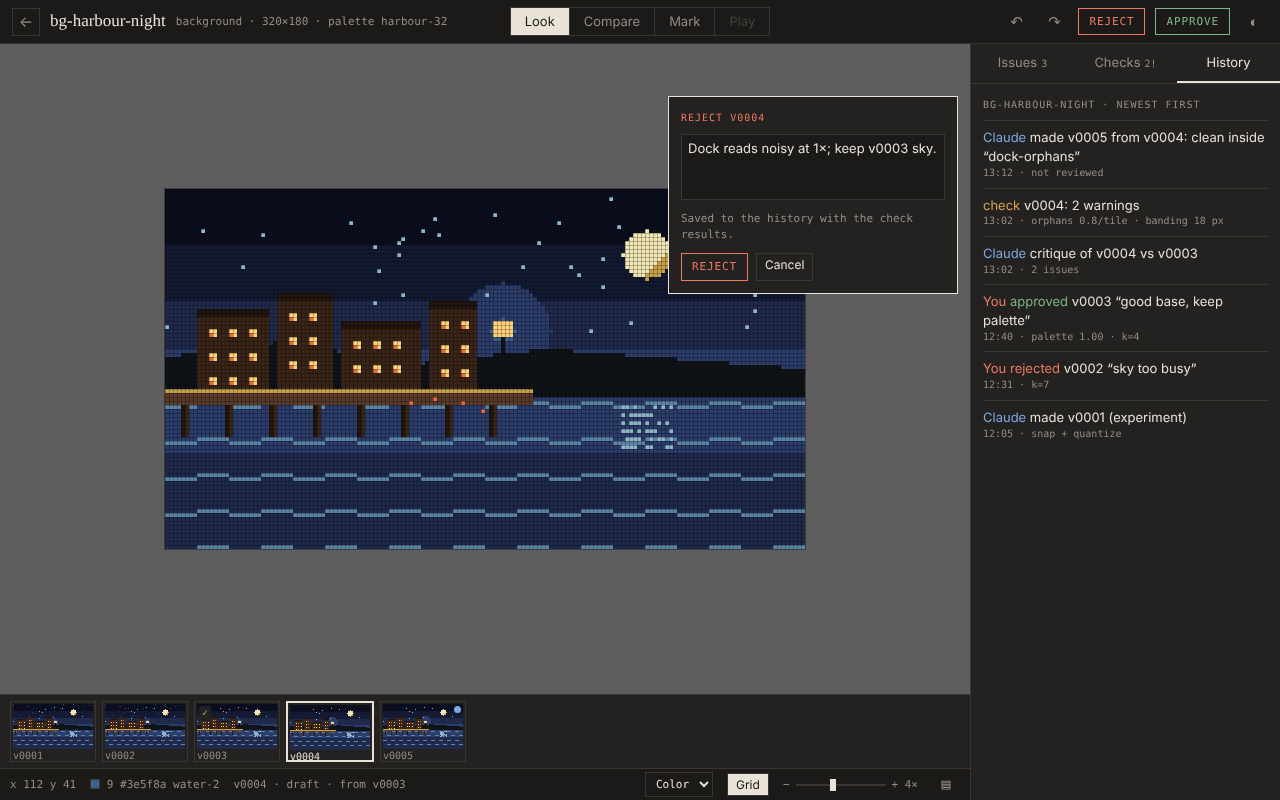 ← bg-harbour-night background · 320×180 · palette harbour-32
Look Compare Mark Play
↶ ↷ REJECT APPROVE
Issues 3 Checks 2! History
BG-HARBOUR-NIGHT · NEWEST FIRST
Claude made v0005 from v0004: clean inside
“dock-orphans”
13:12 · not reviewed
check v0004: 2 warnings
13:02 · orphans 0.8/tile · banding 18 px
Claude critique of v0004 vs v0003
13:02 · 2 issues
You approved v0003 “good base, keep
palette”
12:40 · palette 1.00 · k=4
You rejected v0002 “sky too busy”
12:31 · k=7
Claude made v0001 (experiment)
12:05 · snap + quantize
REJECT V0004
Dock reads noisy at 1×; keep v0003 sky.
Saved to the history with the check
results.
REJECT Cancel
v0001 v0002 ✓ v0003 v0004 v0005
x 112 y 41 9 #3e5f8a water-2 v0004 · draft · from v0003
Color Grid − + 4×